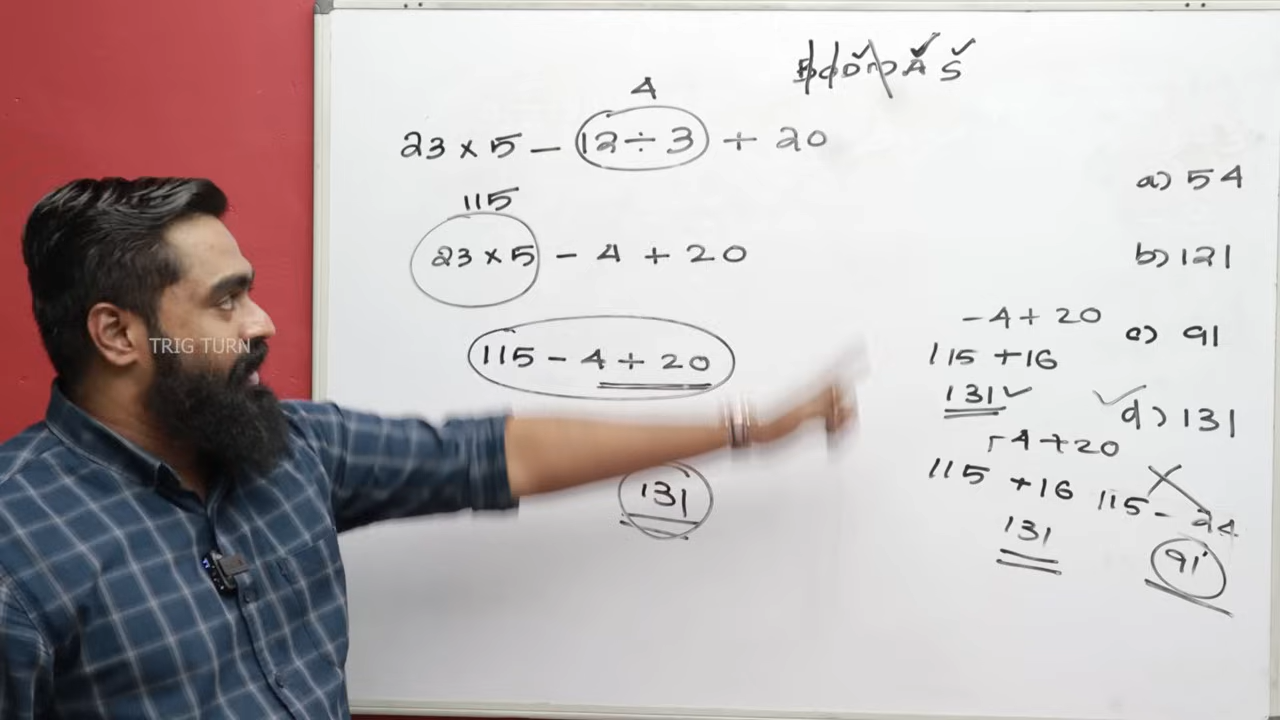 BODMAS
4
23 × 5 - 12 ÷ 3 + 20
115
23 × 5 - 4 + 20
115 - 4 + 20
131
a) 54
b) 121
c) 91
d) 131
-4 + 20
115 + 16
131 ✓
-4 + 20
115 + 16
131
115 - 24
91
TRIG TURN